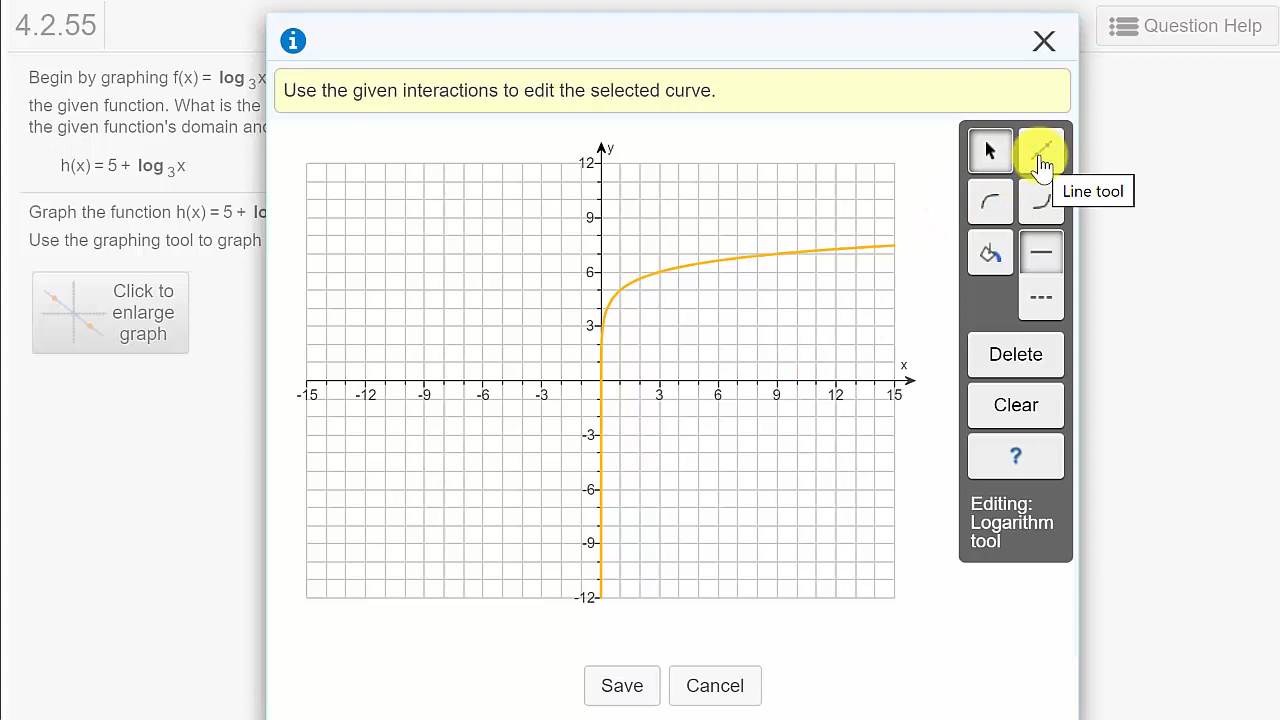 4.2.55
Question Help
Begin by graphing f(x) = log 3 x
the given function. What is the
the given function's domain and
h(x) = 5 + log 3 x
Graph the function h(x) = 5 +
Use the graphing tool to graph
Click to
enlarge
graph
Use the given interactions to edit the selected curve.
y
12
9
6
3
x
-15 -12 -9 -6 -3 3 6 9 12 15
-3
-6
-9
-12
Line tool
Delete
Clear
?
Editing:
Logarithm
tool
Save
Cancel